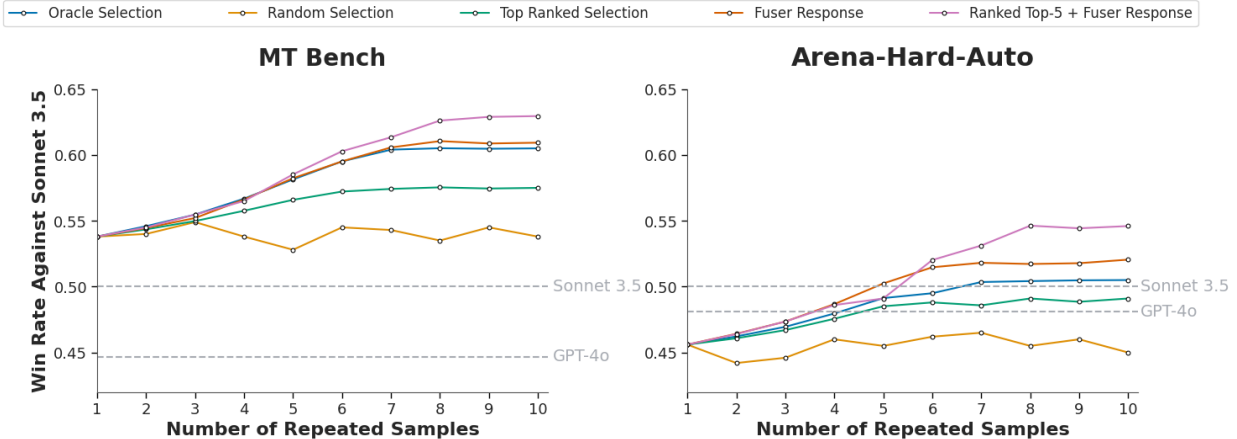 Oracle Selection Random Selection Top Ranked Selection Fuser Response Ranked Top-5 + Fuser Response
MT Bench
Win Rate Against Sonnet 3.5
0.65
0.60
0.55
0.50
0.45
Sonnet 3.5
GPT-4o
1 2 3 4 5 6 7 8 9 10
Number of Repeated Samples
Arena-Hard-Auto
0.65
0.60
0.55
0.50
0.45
Sonnet 3.5
GPT-4o
1 2 3 4 5 6 7 8 9 10
Number of Repeated Samples